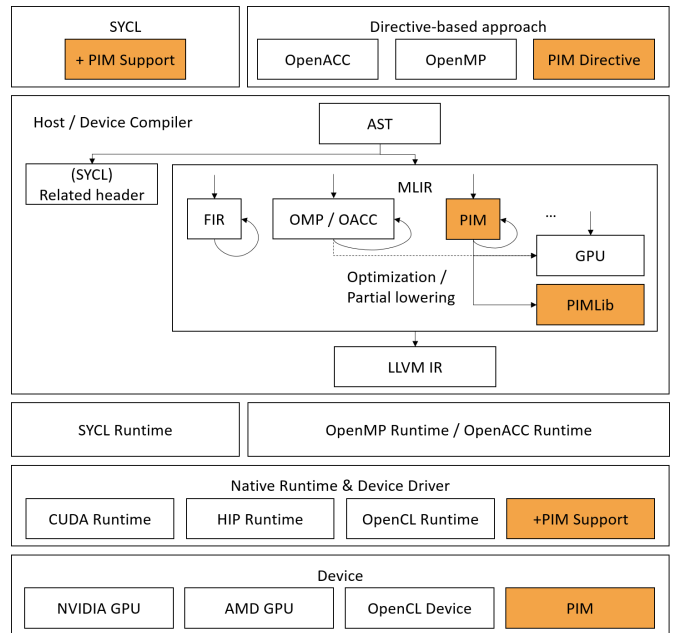 SYCL
+ PIM Support
Directive-based approach
OpenACC
OpenMP
PIM Directive
Host / Device Compiler
AST
(SYCL)
Related header
MLIR
FIR
OMP / OACC
PIM
...
GPU
Optimization /
Partial lowering
PIMLib
LLVM IR
SYCL Runtime
OpenMP Runtime / OpenACC Runtime
Native Runtime & Device Driver
CUDA Runtime
HIP Runtime
OpenCL Runtime
+PIM Support
Device
NVIDIA GPU
AMD GPU
OpenCL Device
PIM